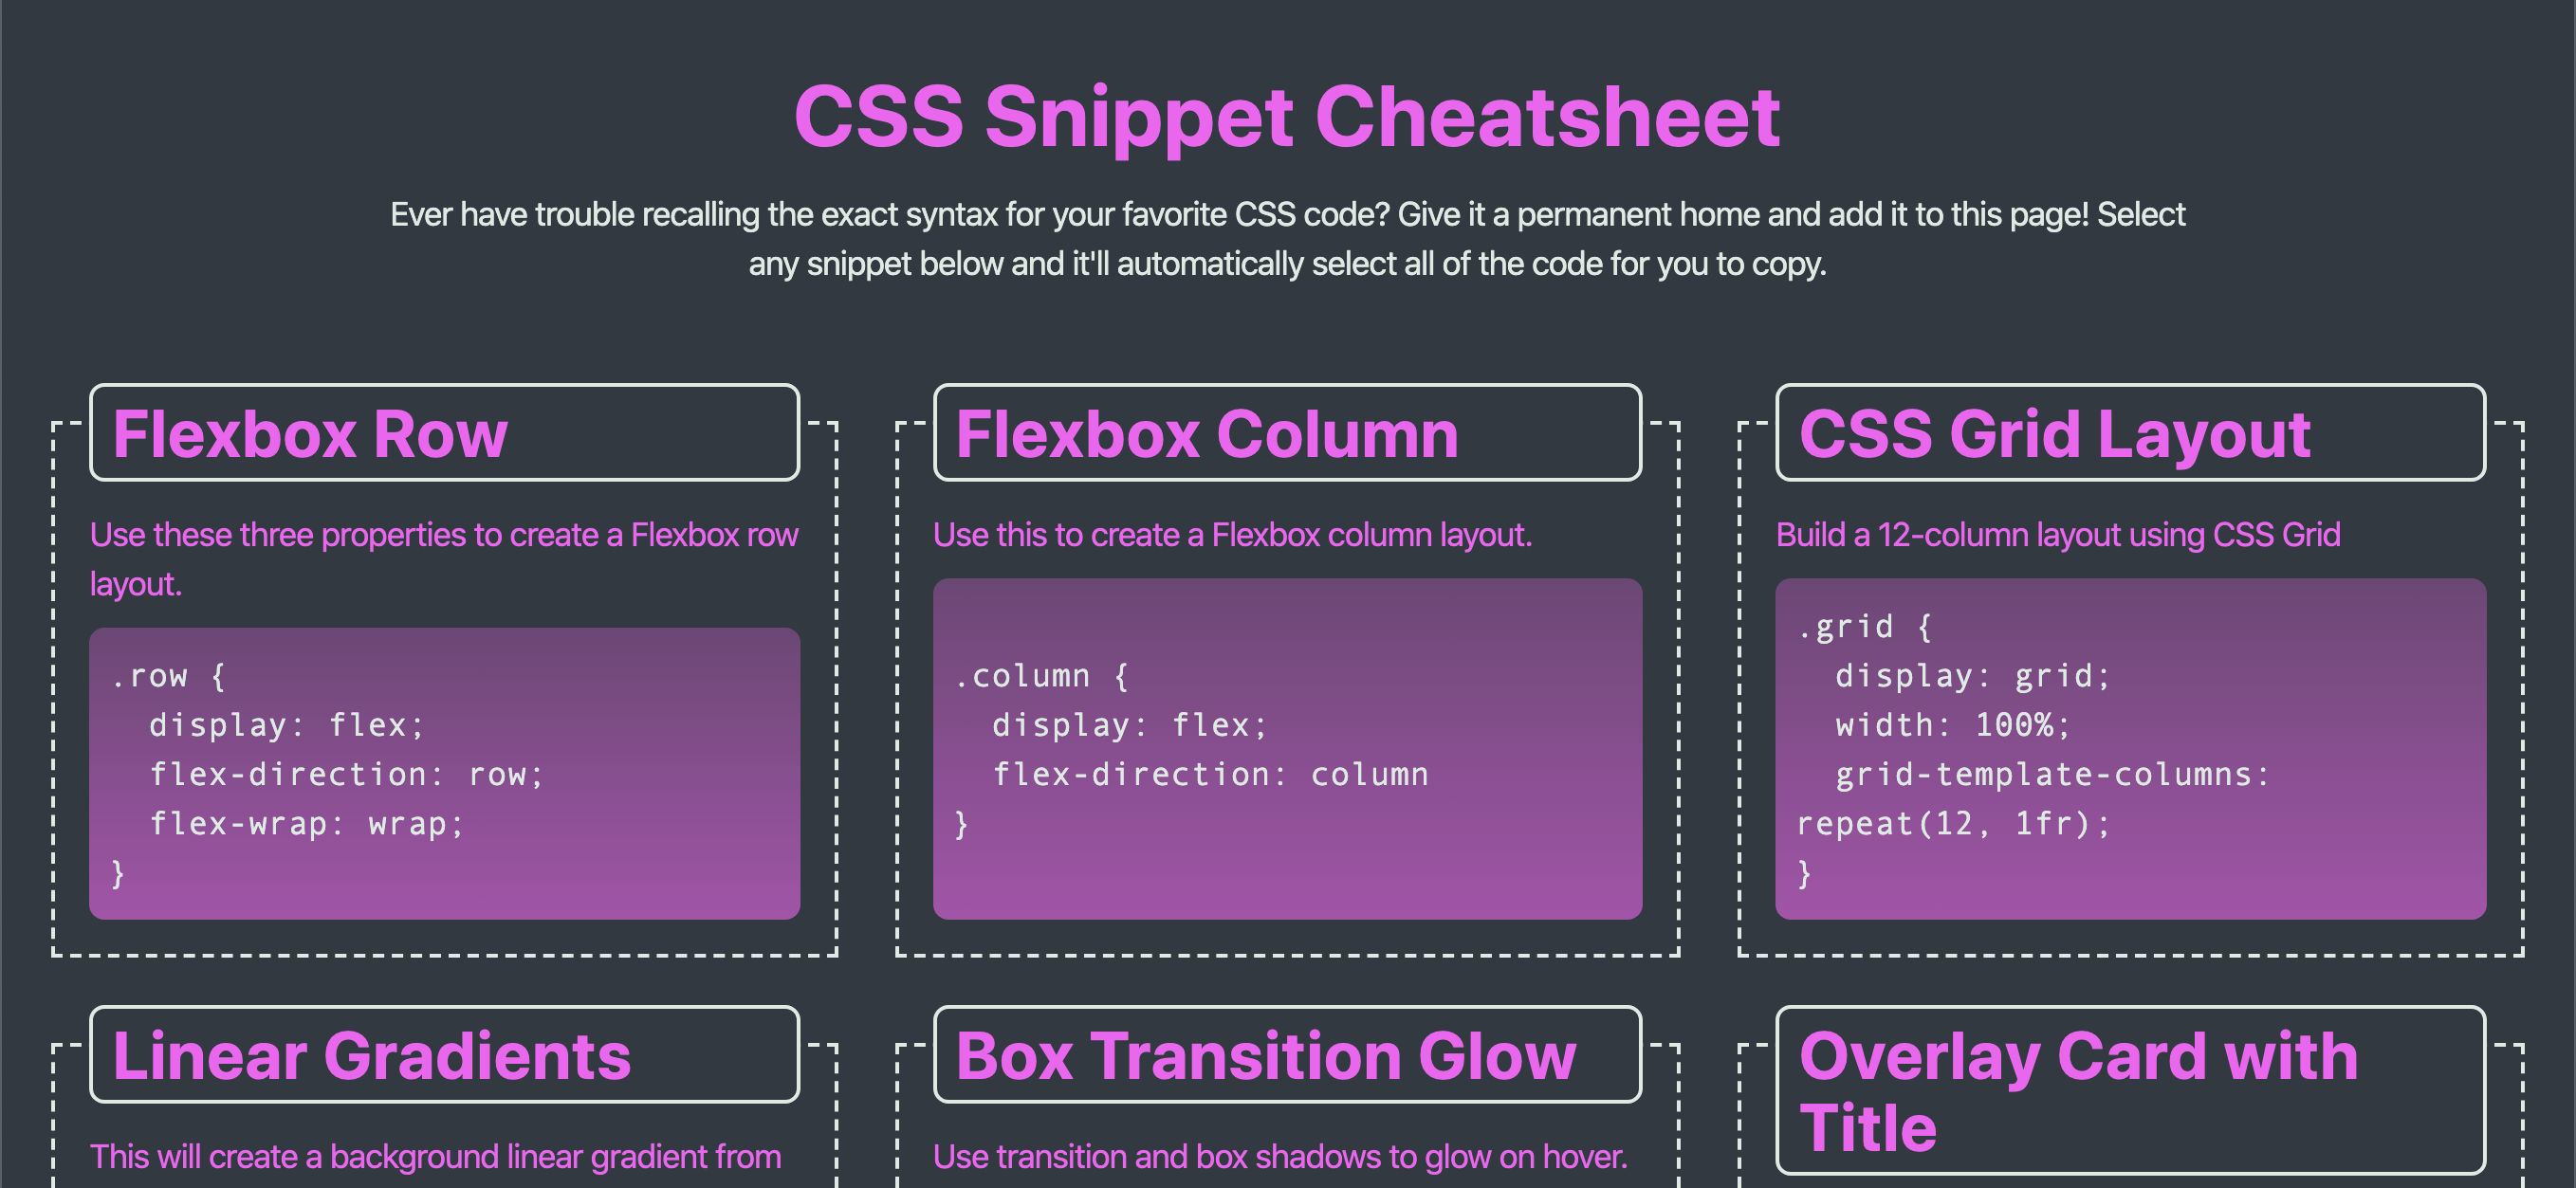 CSS Snippet Cheatsheet
Ever have trouble recalling the exact syntax for your favorite CSS code? Give it a permanent home and add it to this page! Select
any snippet below and it'll automatically select all of the code for you to copy.
Flexbox Row
Use these three properties to create a Flexbox row
layout.
.row {
  display: flex;
  flex-direction: row;
  flex-wrap: wrap;
}
Flexbox Column
Use this to create a Flexbox column layout.
.column {
  display: flex;
  flex-direction: column
}
CSS Grid Layout
Build a 12-column layout using CSS Grid
.grid {
  display: grid;
  width: 100%;
  grid-template-columns:
repeat(12, 1fr);
}
Linear Gradients
This will create a background linear gradient from
Box Transition Glow
Use transition and box shadows to glow on hover.
Overlay Card with
Title